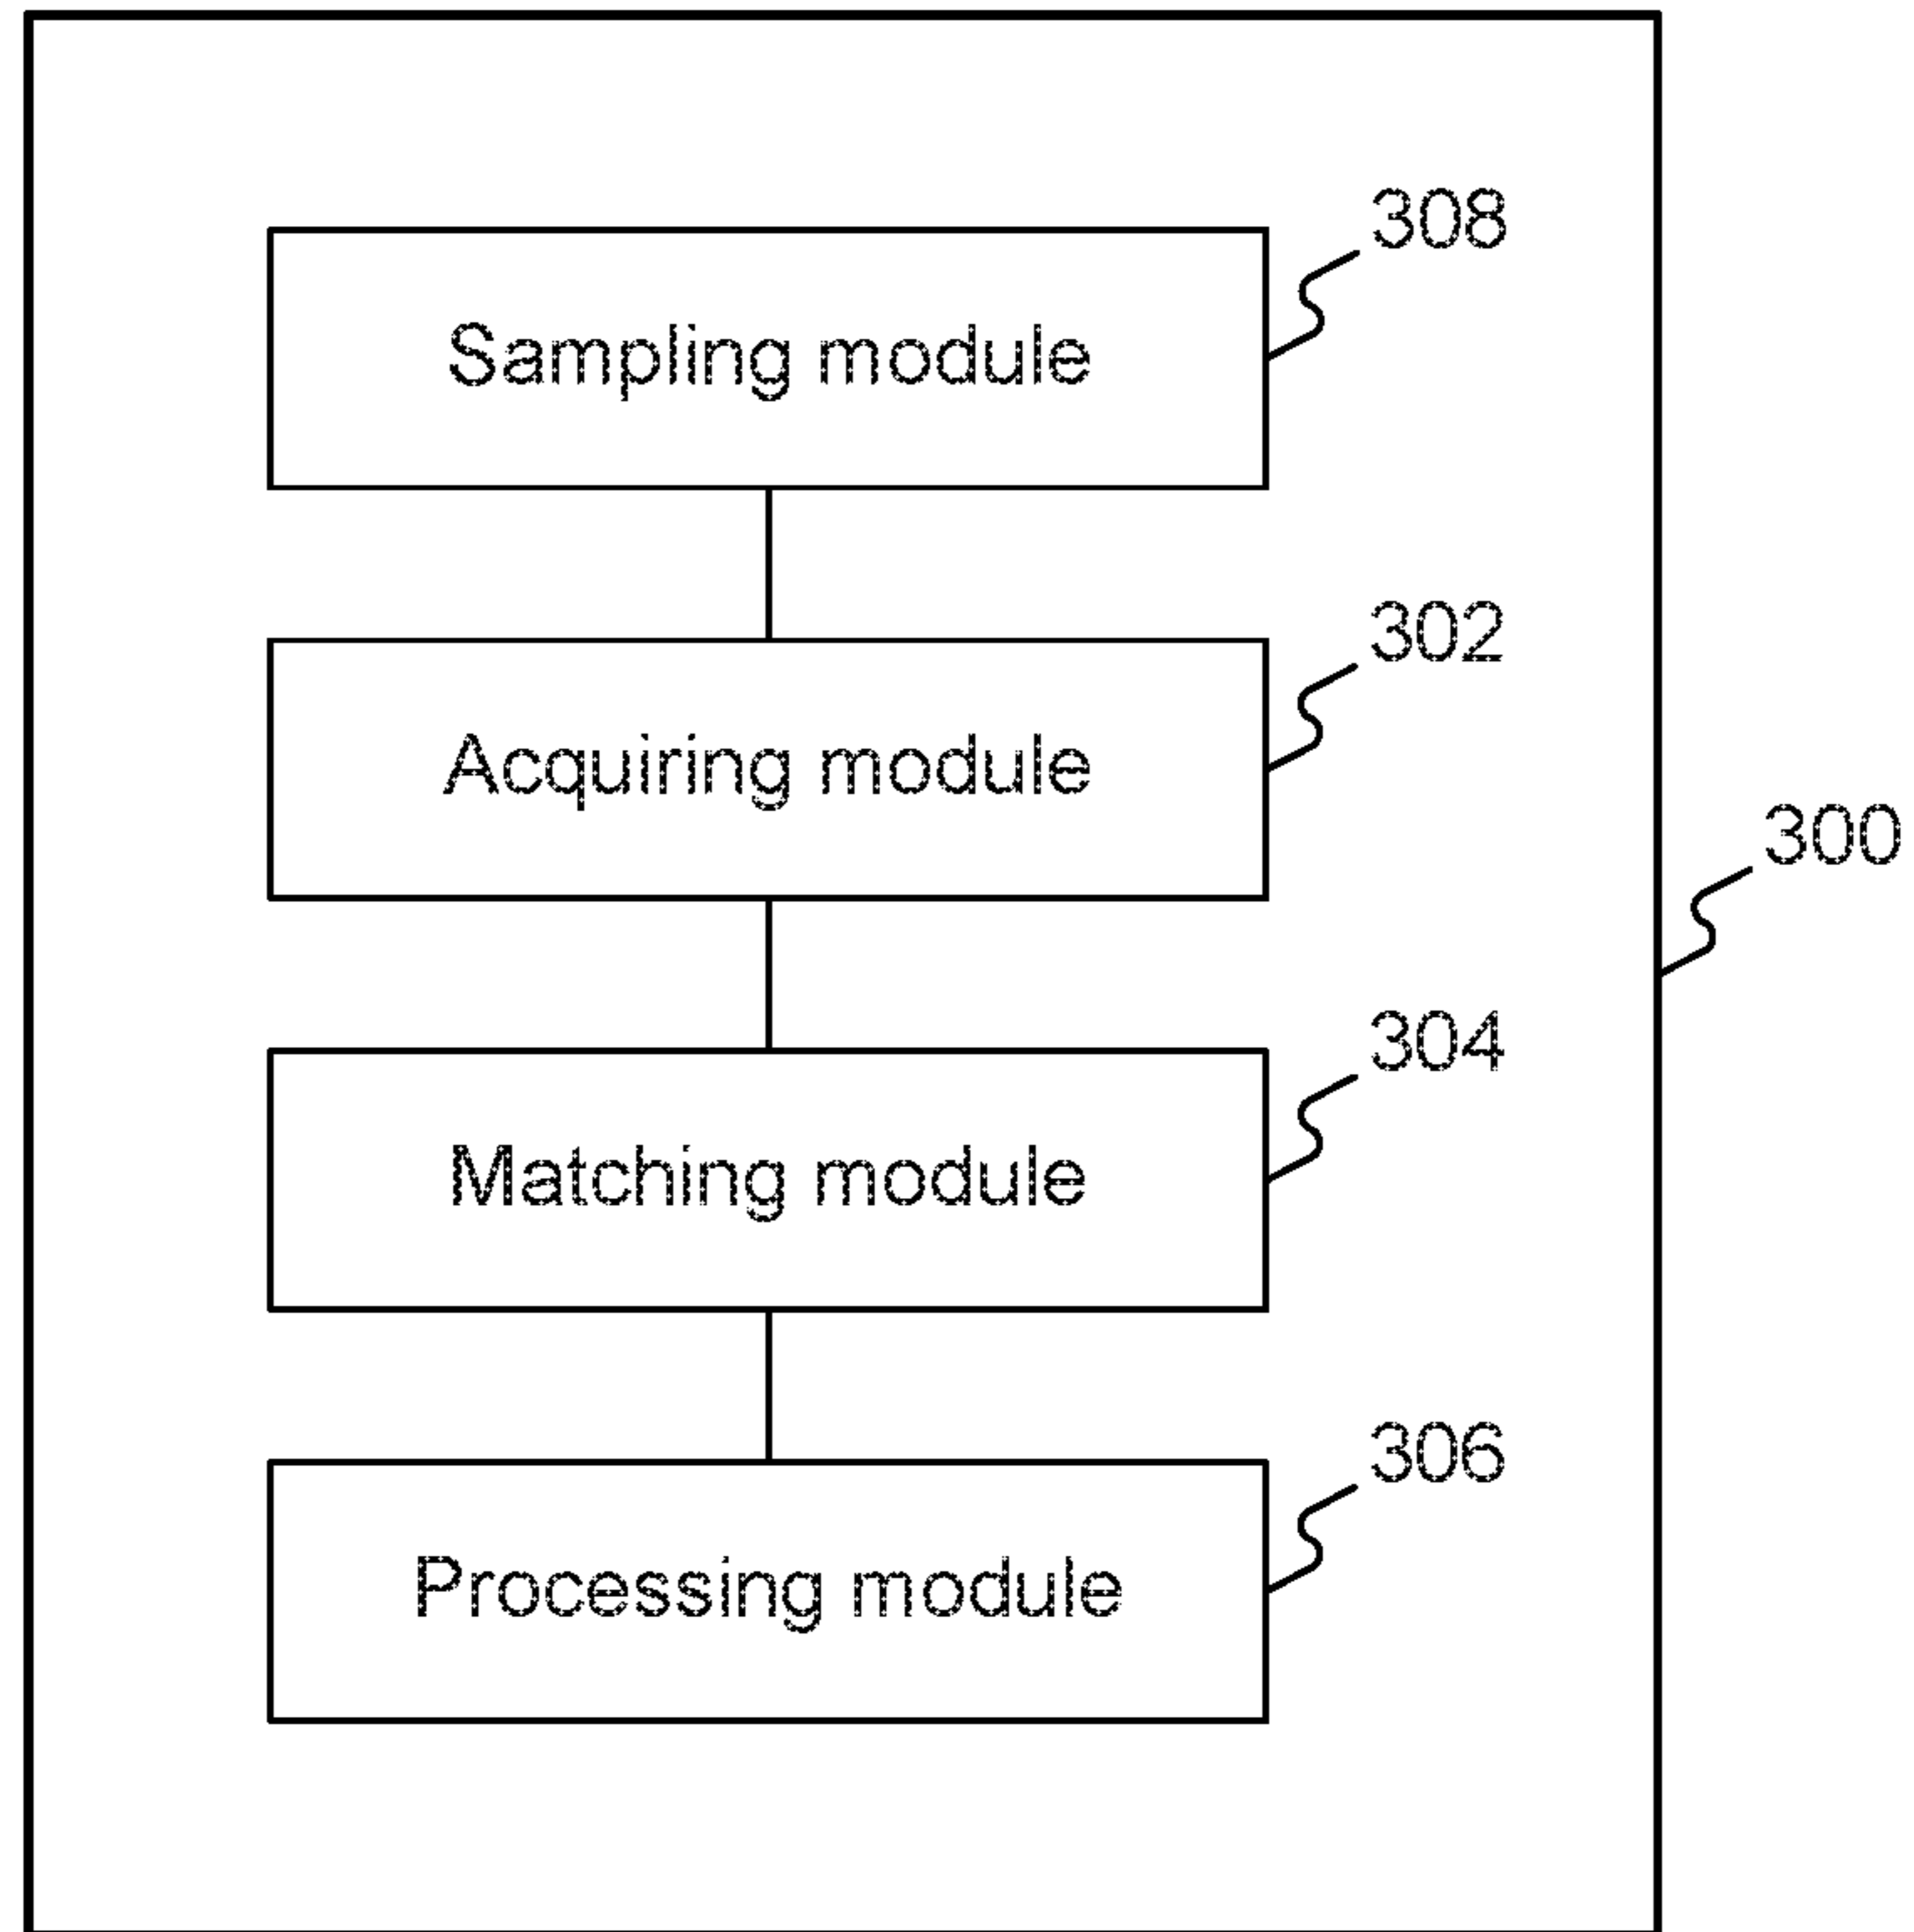 308
Sampling module
302
Acquiring module
300
304
Matching module
306
Processing module